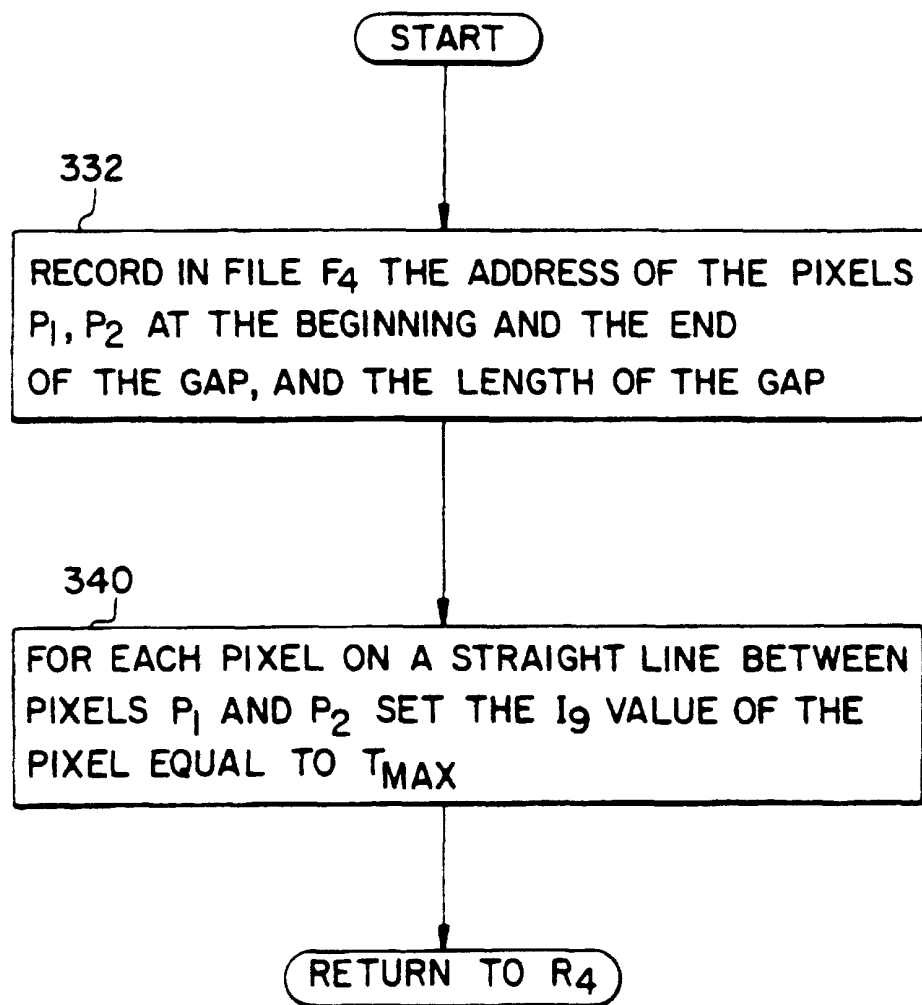 START
332
RECORD IN FILE F4 THE ADDRESS OF THE PIXELS
P1, P2 AT THE BEGINNING AND THE END
OF THE GAP, AND THE LENGTH OF THE GAP
340
FOR EACH PIXEL ON A STRAIGHT LINE BETWEEN
PIXELS P1 AND P2 SET THE I9 VALUE OF THE
PIXEL EQUAL TO TMAX
RETURN TO R4